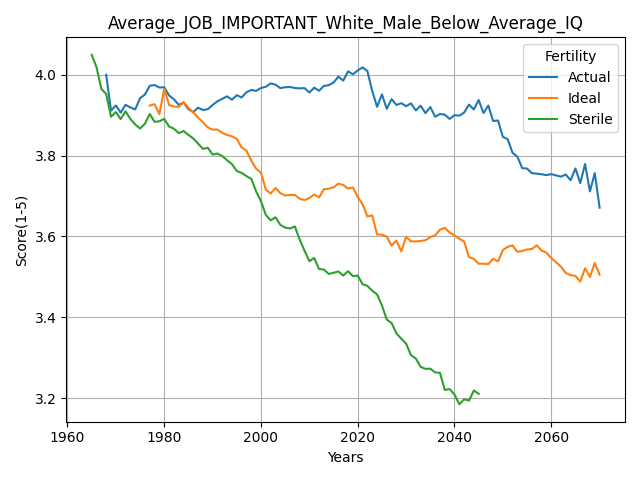 Average_JOB_IMPORTANT_White_Male_Below_Average_IQ
Fertility
Actual
Ideal
Sterile
Score(1-5)
4.0
3.8
3.6
3.4
3.2
1960 1980 2000 2020 2040 2060
Years